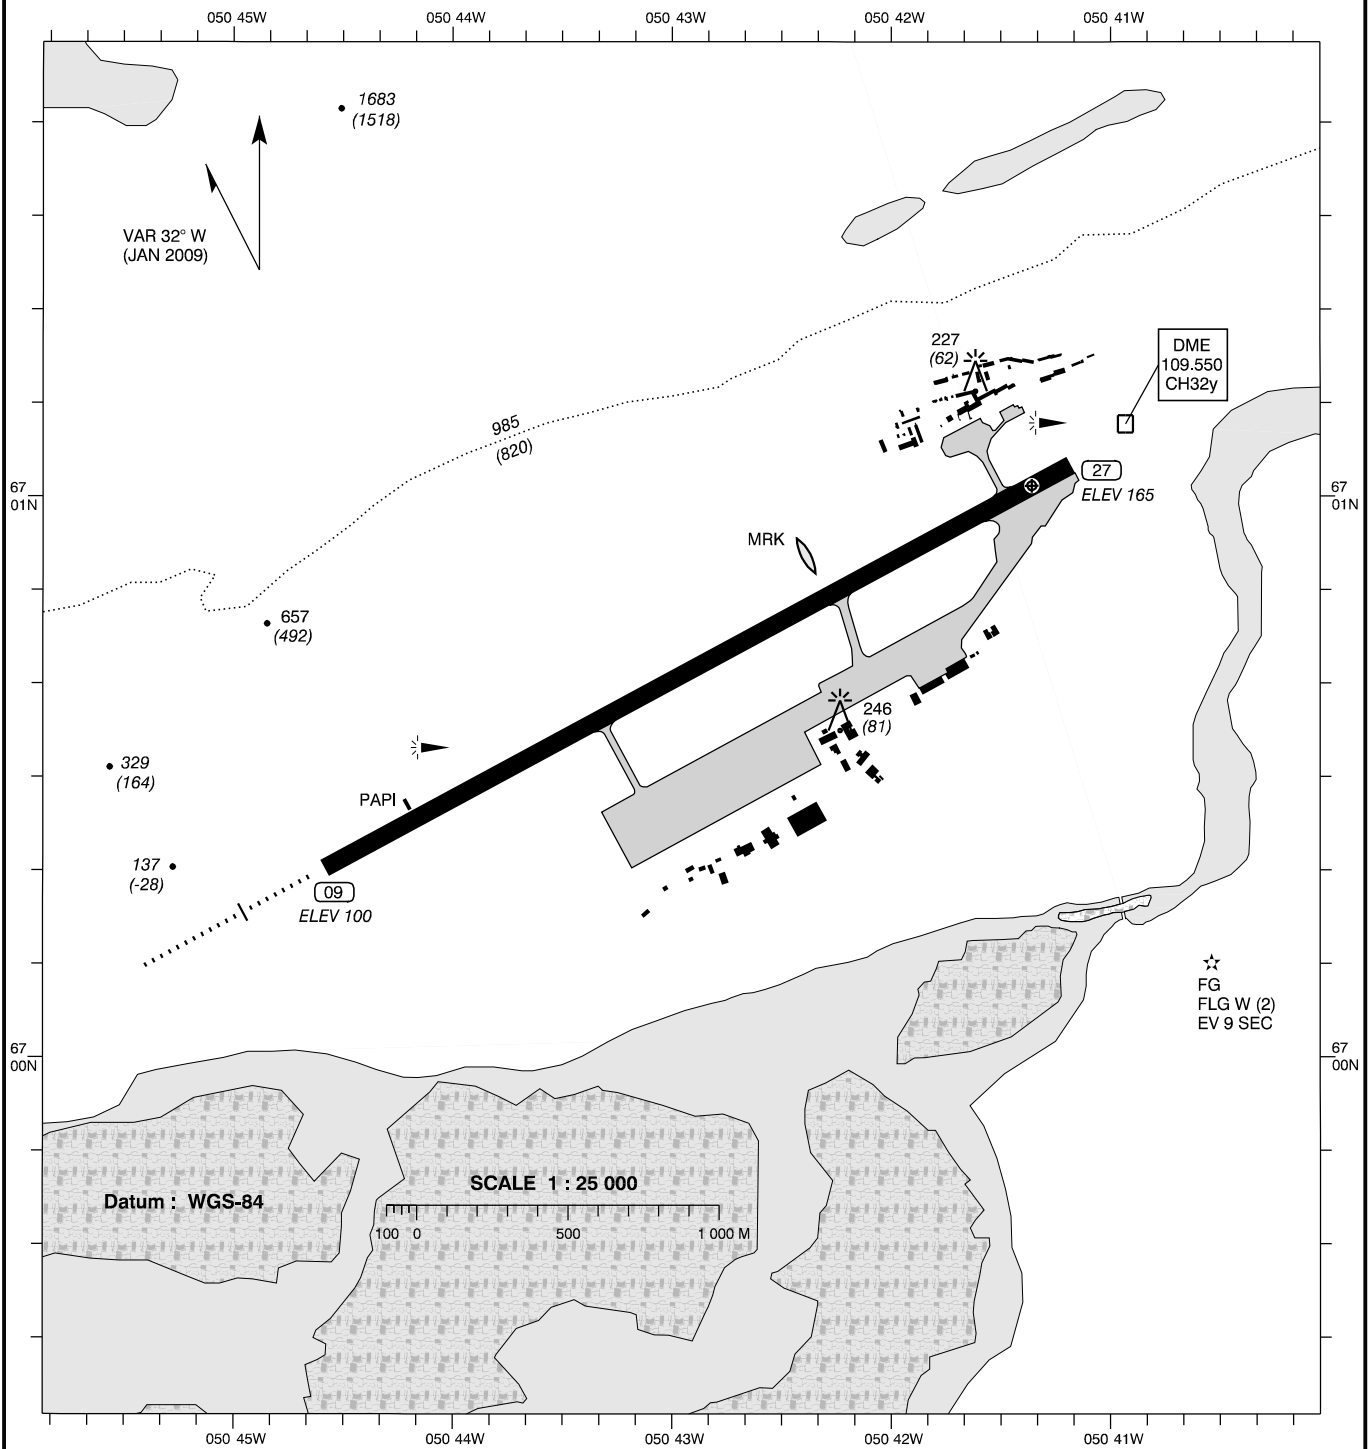 050 45W
050 44W
050 43W
050 42W
050 41W
1683
(1518)
VAR 32° W
(JAN 2009)
227
(62)
DME
109.550
CH32y
985
(820)
27
ELEV 165
67
01N
67
01N
MRK
657
(492)
246
(81)
329
(164)
PAPI
137
(-28)
09
ELEV 100
FG
FLG W (2)
EV 9 SEC
67
00N
67
00N
SCALE 1 : 25 000
Datum : WGS-84
100 0 500 1 000 M
050 45W
050 44W
050 43W
050 42W
050 41W